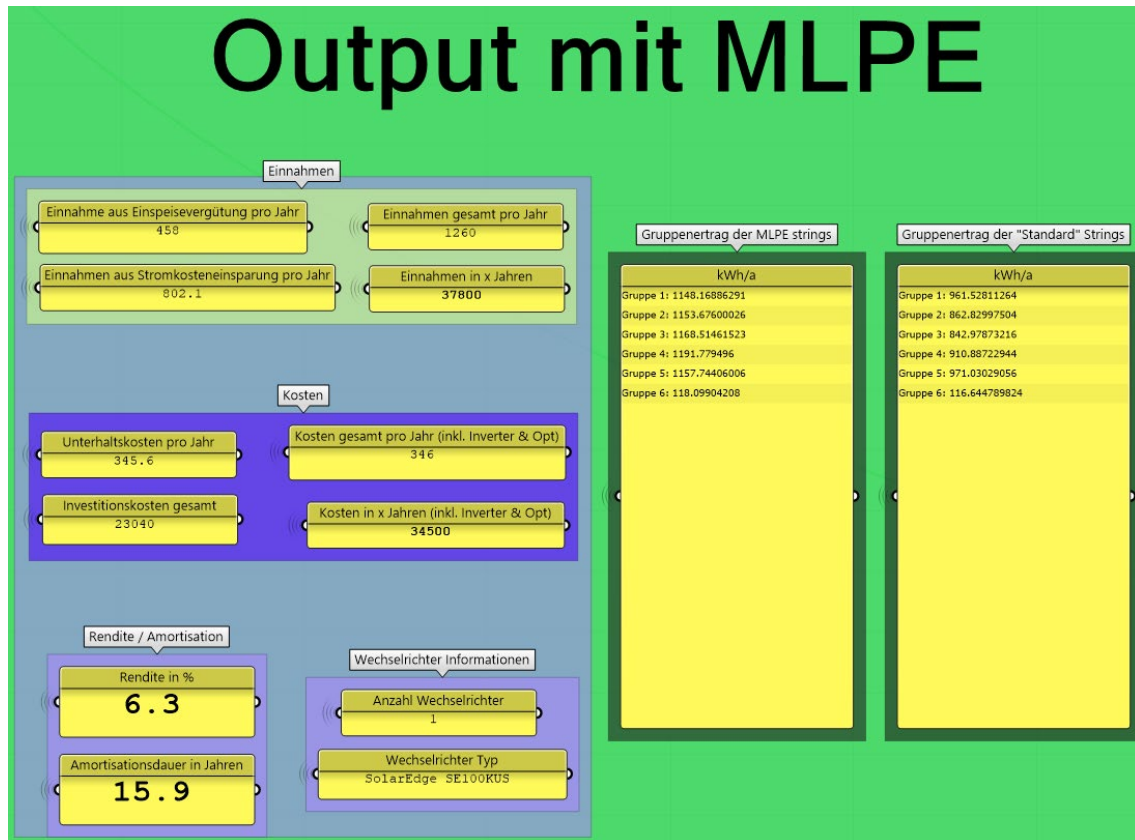 Output mit MLPE
Einnahmen
Einnahme aus Einspeisevergütung pro Jahr
458
Einnahmen gesamt pro Jahr
1260
Einnahmen aus Stromkosteneinsparung pro Jahr
802.1
Einnahmen in x Jahren
37800
Kosten
Unterhaltskosten pro Jahr
345.6
Kosten gesamt pro Jahr (inkl. Inverter & Opt)
346
Investitionskosten gesamt
23040
Kosten in x Jahren (inkl. Inverter & Opt)
34500
Rendite / Amortisation
Rendite in %
6.3
Amortisationsdauer in Jahren
15.9
Wechselrichter Informationen
Anzahl Wechselrichter
1
Wechselrichter Typ
SolarEdge SE100KUS
Gruppenertrag der MLPE strings
kWh/a
Gruppe 1: 1148.16886291
Gruppe 2: 1153.67600026
Gruppe 3: 1168.51461523
Gruppe 4: 1191.779496
Gruppe 5: 1157.74406006
Gruppe 6: 118.09904208
Gruppenertrag der "Standard" Strings
kWh/a
Gruppe 1: 961.52811264
Gruppe 2: 862.82997504
Gruppe 3: 842.97873216
Gruppe 4: 910.88722944
Gruppe 5: 971.03029056
Gruppe 6: 116.644789824